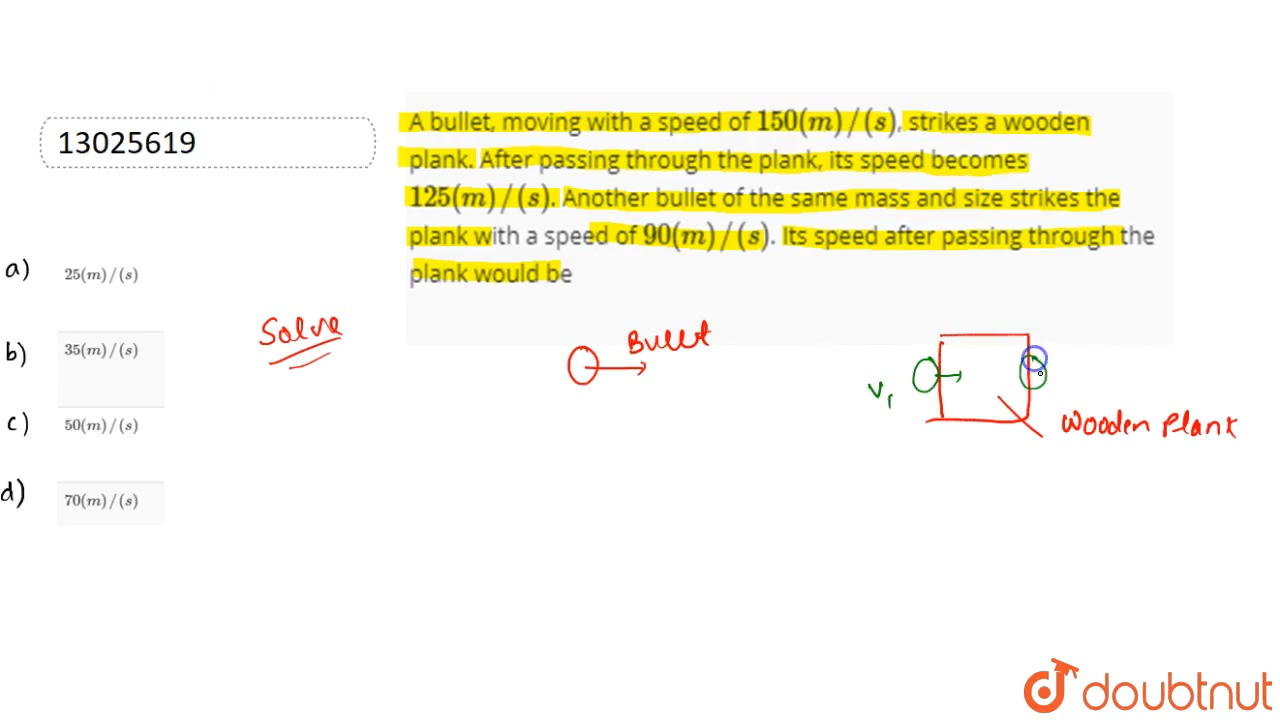 13025619
A bullet, moving with a speed of 150(m)/(s), strikes a wooden
plank. After passing through the plank, its speed becomes
125(m)/(s). Another bullet of the same mass and size strikes the
plank with a speed of 90(m)/(s). Its speed after passing through the
plank would be
a) 25(m)/(s)
b) 35(m)/(s)
c) 50(m)/(s)
d) 70(m)/(s)
Solve
Bullet
V₁
Wooden Plank
doubtnut